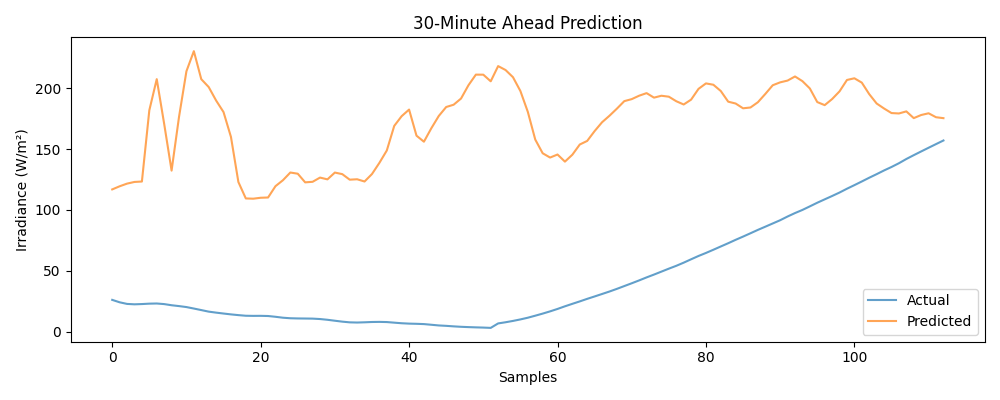 30-Minute Ahead Prediction
Irradiance (W/m²)
200
150
100
50
0
0 20 40 60 80 100
Samples
Actual
Predicted